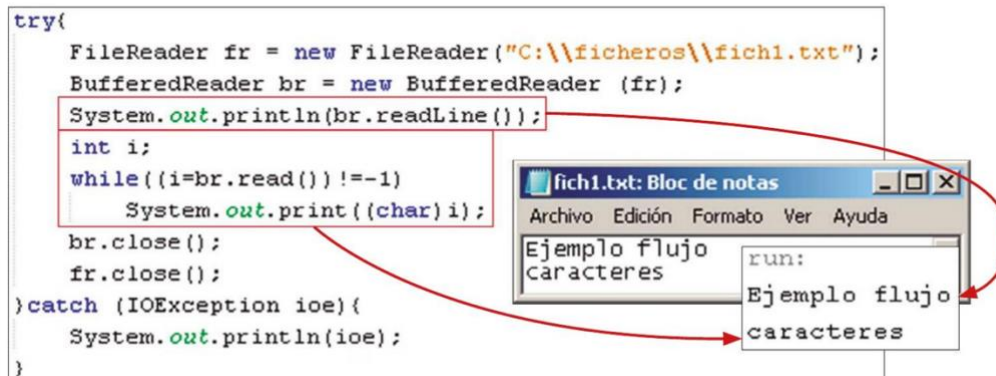 try{
FileReader fr = new FileReader("C:\\ficheros\\fich1.txt");
BufferedReader br = new BufferedReader (fr);
System.out.println(br.readLine());
int i;
while((i=br.read())!=-1)
System.out.print((char)i);
br.close();
fr.close();
}catch (IOException ioe){
System.out.println(ioe);
}
fich1.txt: Bloc de notas
Archivo Edición Formato Ver Ayuda
Ejemplo flujo
caracteres
run:
Ejemplo flujo
caracteres